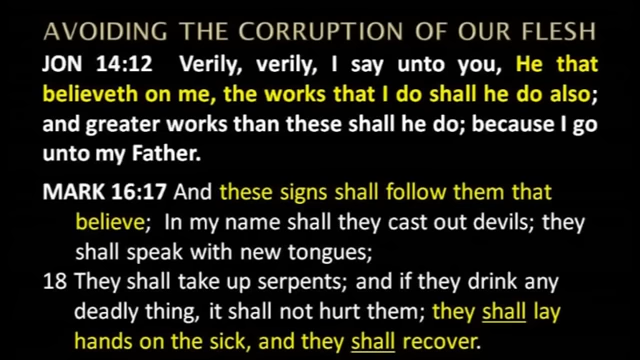 AVOIDING THE CORRUPTION OF OUR FLESH
JON 14:12 Verily, verily, I say unto you, He that
believeth on me, the works that I do shall he do also;
and greater works than these shall he do; because I go
unto my Father.
MARK 16:17 And these signs shall follow them that
believe; In my name shall they cast out devils; they
shall speak with new tongues;
18 They shall take up serpents; and if they drink any
deadly thing, it shall not hurt them; they shall lay
hands on the sick, and they shall recover.